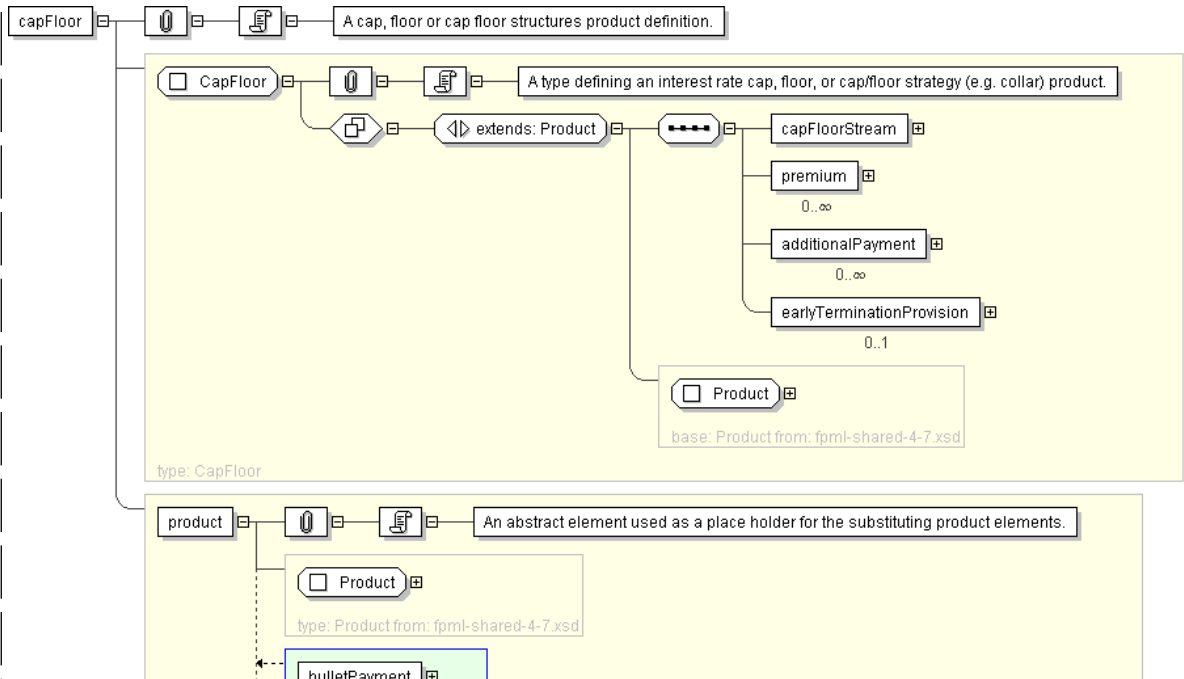 capFloor
A cap, floor or cap floor structures product definition.
CapFloor
A type defining an interest rate cap, floor, or cap/floor strategy (e.g. collar) product.
extends: Product
capFloorStream
premium
0..∞
additionalPayment
0..∞
earlyTerminationProvision
0..1
Product
base: Product from: fpml-shared-4-7.xsd
type: CapFloor
product
An abstract element used as a place holder for the substituting product elements.
Product
type: Product from: fpml-shared-4-7.xsd
bulletPayment